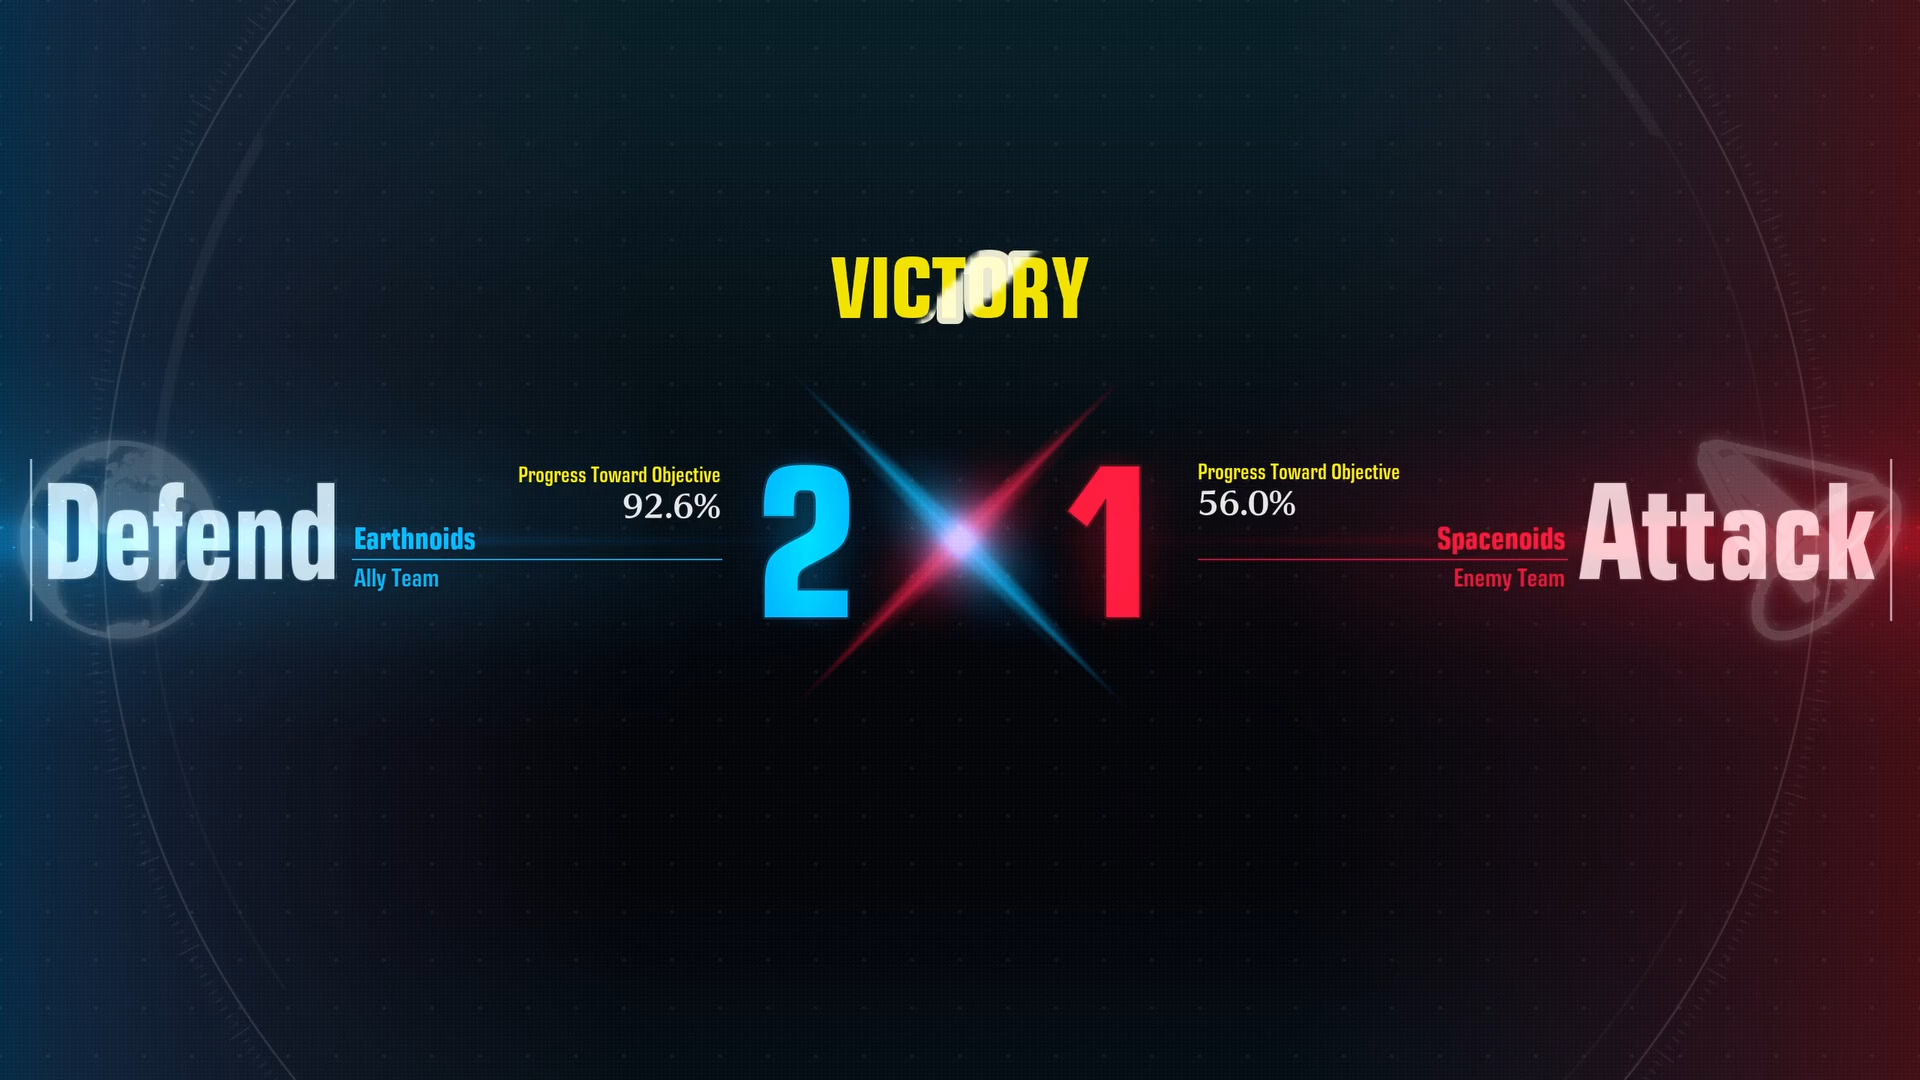 VICTORY
Progress Toward Objective
92.6%
Defend
Earthnoids
Ally Team
2
1
Progress Toward Objective
56.0%
Spacenoids
Enemy Team
Attack